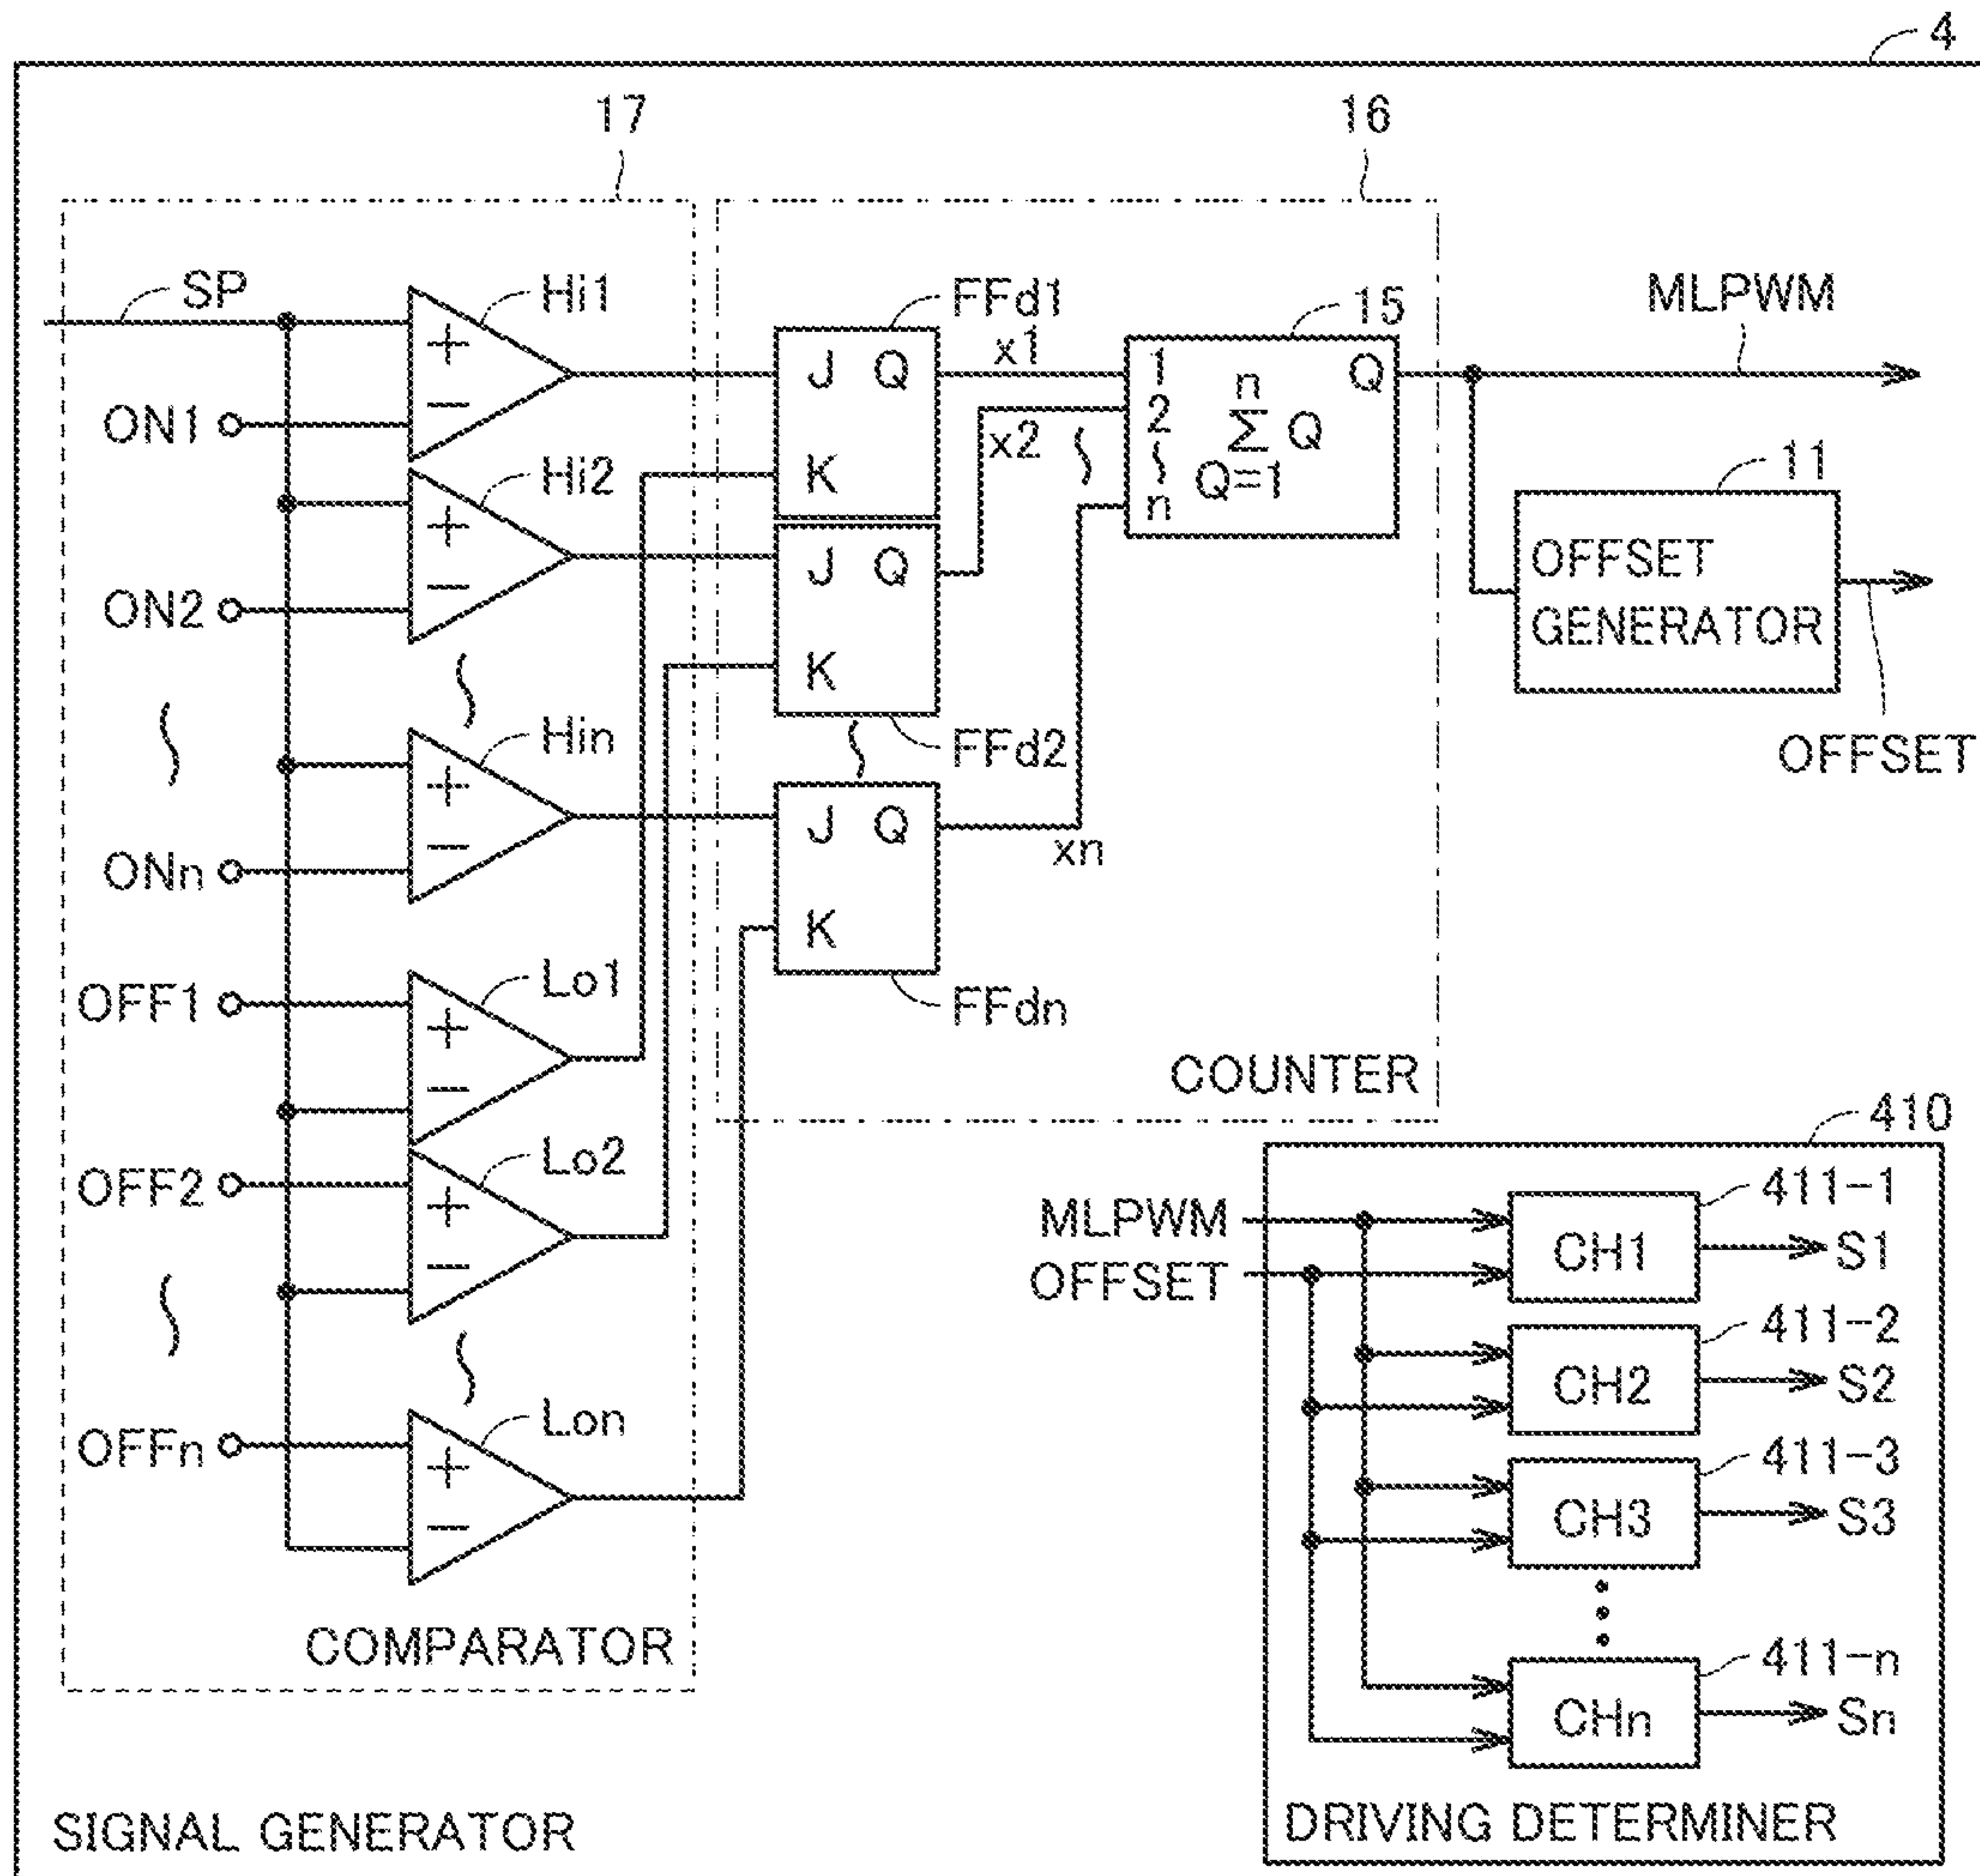 4
17
16
SP
Hi1
FFd1
15
MLPWM
+
−
J Q
K
x1
1
2
n
n
Σ Q
Q=1
Q
ON1
Hi2
x2
11
+
−
J Q
K
OFFSET
GENERATOR
ON2
Hin
FFd2
OFFSET
+
−
J Q
K
xn
ONn
OFF1
Lo1
FFdn
+
−
COUNTER
410
OFF2
Lo2
+
−
MLPWM
OFFSET
CH1
411-1
S1
CH2
411-2
S2
OFFn
Lon
+
−
CH3
411-3
S3
COMPARATOR
CHn
411-n
Sn
SIGNAL GENERATOR
DRIVING DETERMINER